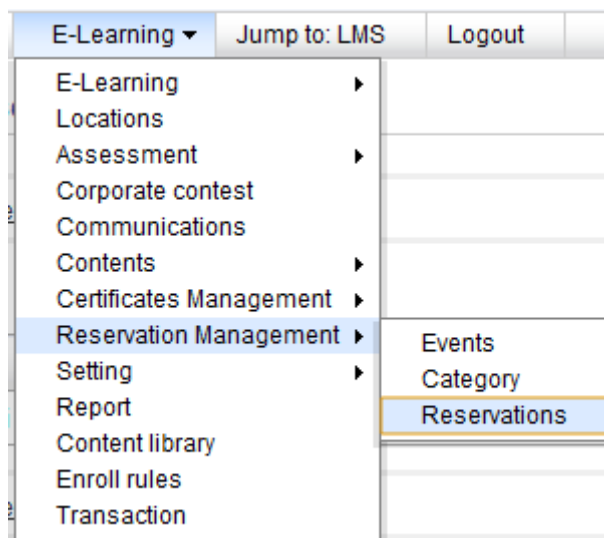 E-Learning Jump to: LMS Logout
E-Learning
Locations
Assessment
Corporate contest
Communications
Contents
Certificates Management
Reservation Management
Events
Setting
Category
Report
Reservations
Content library
Enroll rules
Transaction